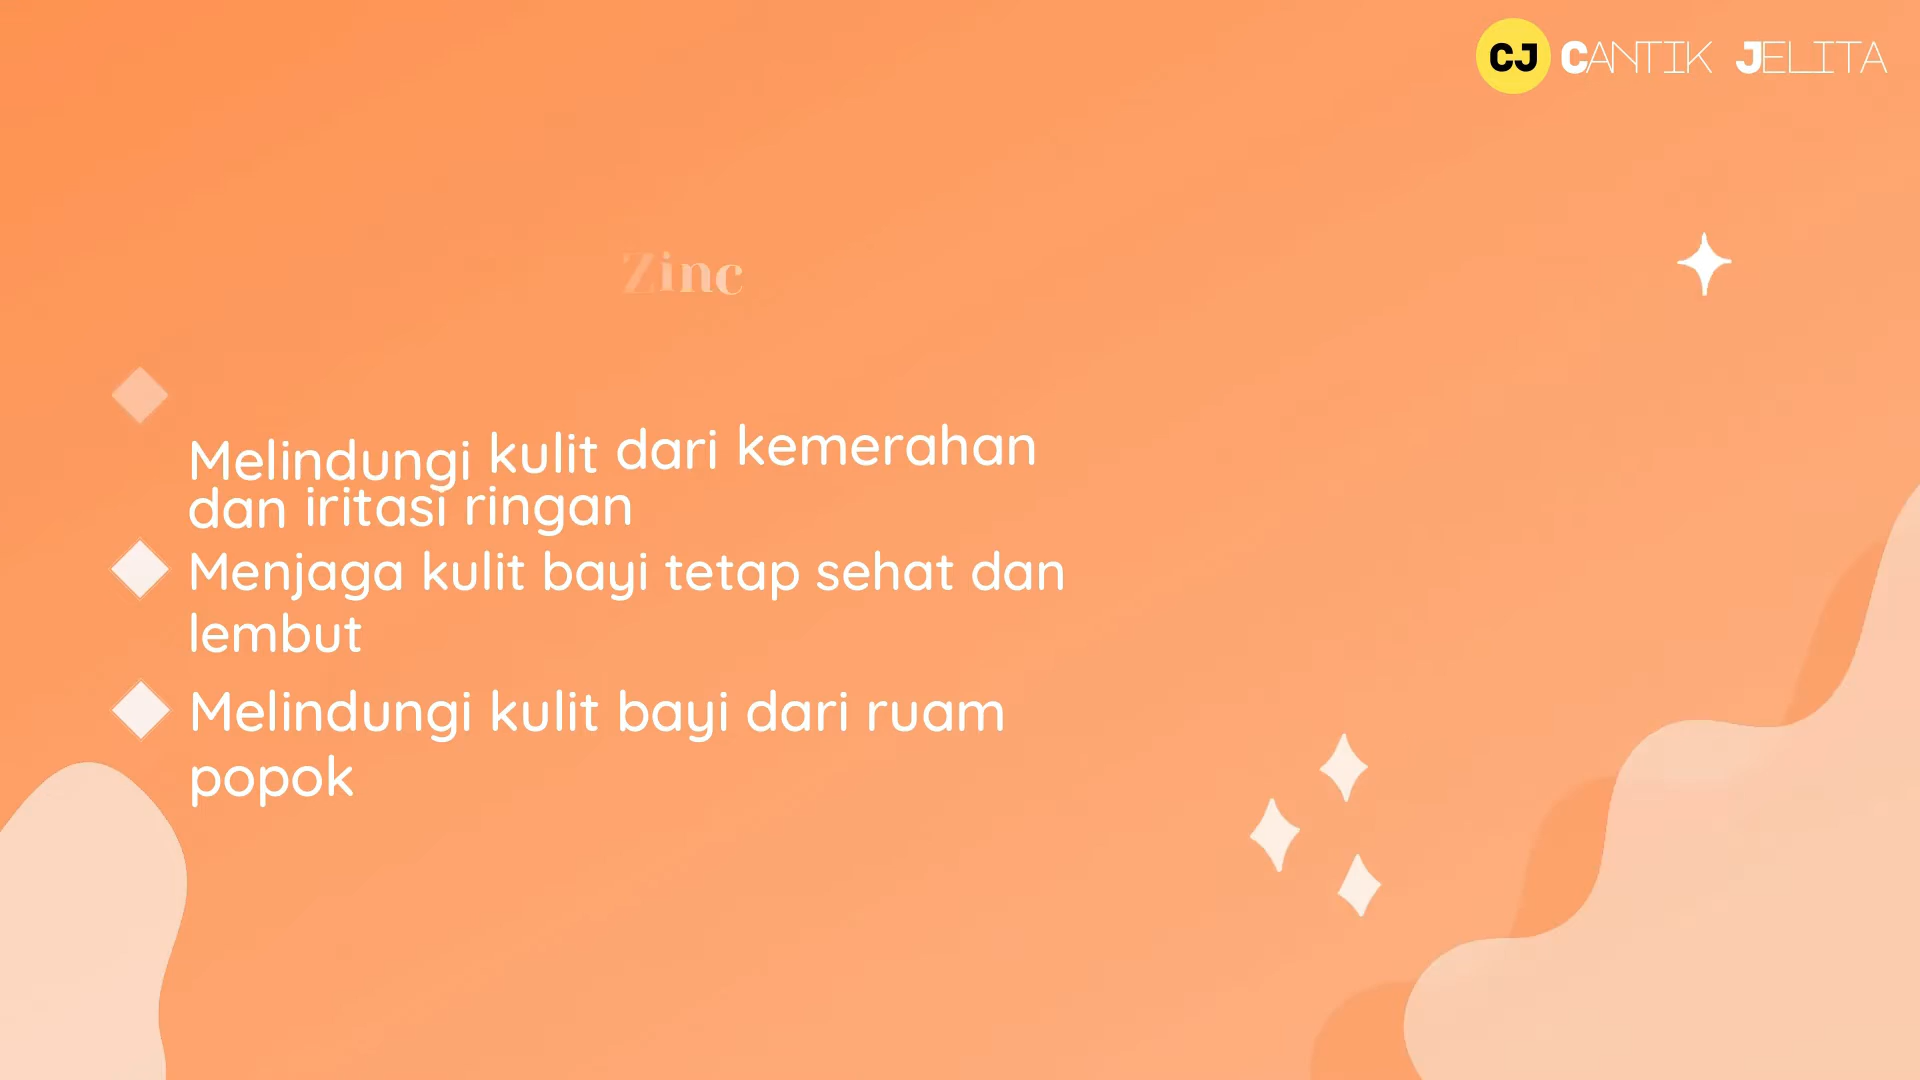 CJ CANTIK JELITA
Zinc
Melindungi kulit dari kemerahan
dan iritasi ringan
Menjaga kulit bayi tetap sehat dan
lembut
Melindungi kulit bayi dari ruam
popok